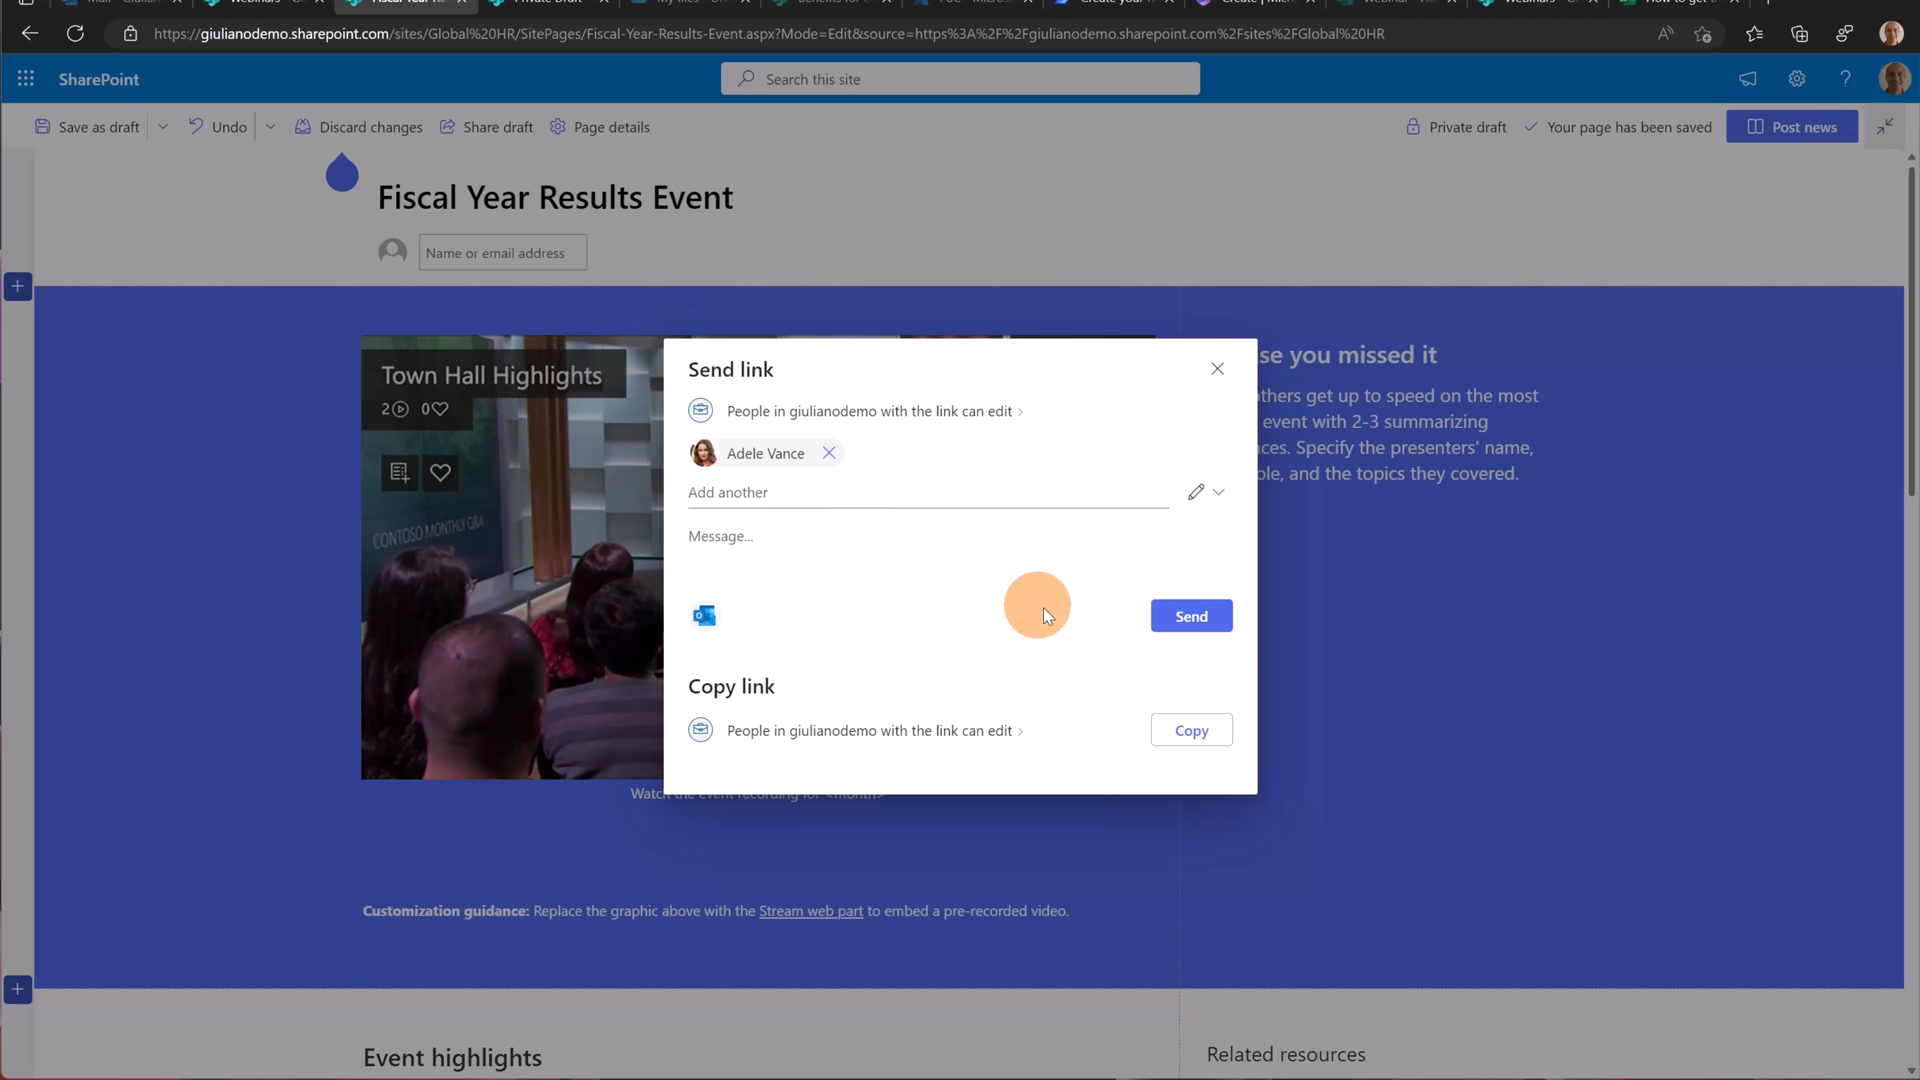 https://giulianodemo.sharepoint.com/sites/Global%20HR/SitePages/Fiscal-Year-Results-Event.aspx?Mode=Edit&source=https%3A%2F%2Fgiulianodemo.sharepoint.com%2Fsites%2FGlobal%20HR
SharePoint
Search this site
Save as draft
Undo
Discard changes
Share draft
Page details
Private draft
Your page has been saved
Post news
Fiscal Year Results Event
Name or email address
Town Hall Highlights
2 0
CONTOSO MONTHLY Q&A
Send link
People in giulianodemo with the link can edit
Adele Vance
Add another
Message...
Send
Copy link
People in giulianodemo with the link can edit
Copy
se you missed it
thers get up to speed on the most
event with 2-3 summarizing
ces. Specify the presenters' name,
le, and the topics they covered.
Watch the event recording for <month>
Customization guidance: Replace the graphic above with the Stream web part to embed a pre-recorded video.
Event highlights
Related resources